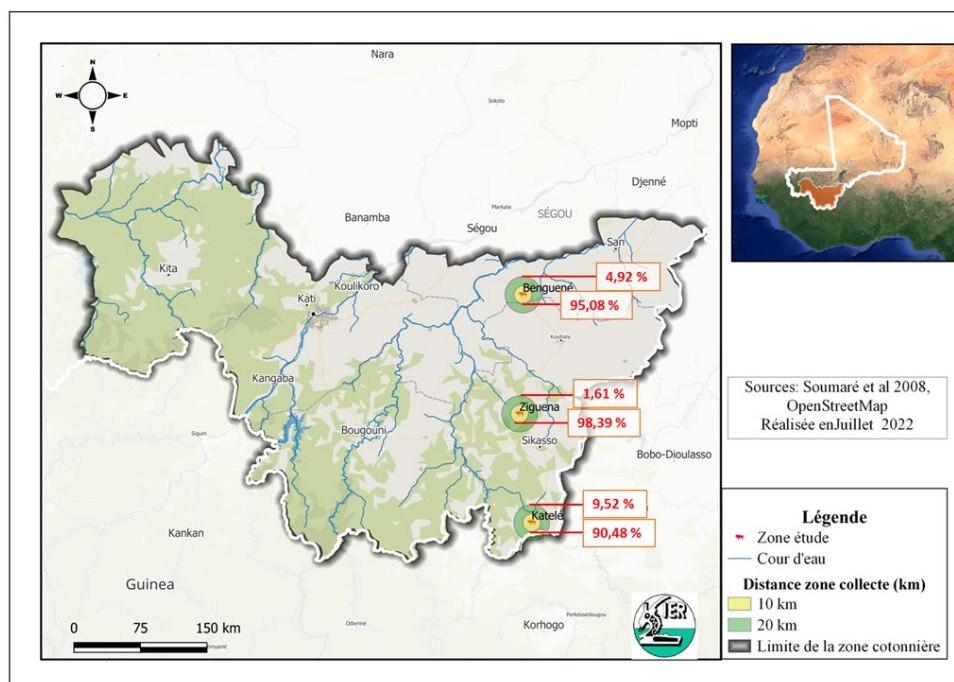 N
W E
S
Nara
Sokolo
Mopti
Djenné
Markala
SÉGOU
Banamba
Ségou
San
Kita
Koulikoro
Kati
Benguené
4,92 %
95,08 %
Koutiala
Kangaba
1,61 %
Ziguena
98,39 %
Siguiri
Bougouni
Sikasso
Bobo-Dioulasso
9,52 %
Katelé
90,48 %
Kankan
Guinea
Ferkéssédougou
Odienné
Korhogo
0 75 150 km
IER
Sources: Soumaré et al 2008,
OpenStreetMap
Réalisée enJuillet 2022
Légende
Zone étude
Cour d'eau
Distance zone collecte (km)
10 km
20 km
Limite de la zone cotonnière